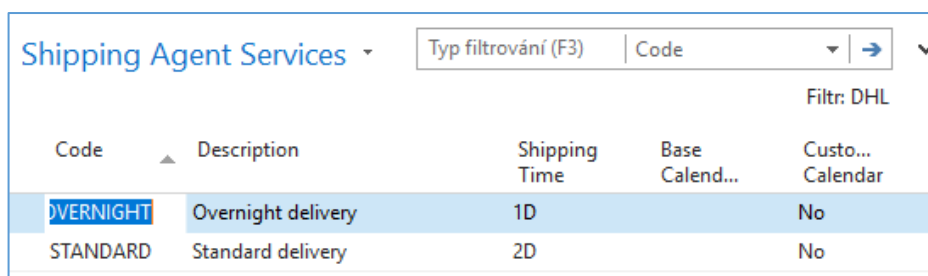 Shipping Agent Services
Typ filtrování (F3) Code
Filtr: DHL
Code Description Shipping Time Base Calend... Custo... Calendar
OVERNIGHT Overnight delivery 1D No
STANDARD Standard delivery 2D No